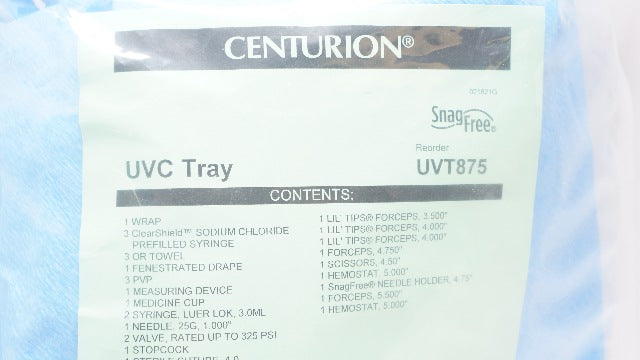 CENTURION®
021821G
Snag Free®
Reorder
UVC Tray
UVT875
CONTENTS:
1 WRAP
3 ClearShield™ SODIUM CHLORIDE
PREFILLED SYRINGE
3 OR TOWEL
1 FENESTRATED DRAPE
3 PVP
1 MEASURING DEVICE
1 MEDICINE CUP
2 SYRINGE, LUER LOK, 3.0ML
1 NEEDLE, 25G, 1.000"
2 VALVE, RATED UP TO 325 PSI
1 STOPCOCK
1 STERILE SUTURE, 4.0
1 LIL' TIPS® FORCEPS, 3.500"
1 LIL' TIPS® FORCEPS, 4.000"
1 LIL' TIPS® FORCEPS, 4.000"
1 FORCEPS, 4.750"
1 SCISSORS, 4.50"
1 HEMOSTAT, 5.000"
1 SnagFree® NEEDLE HOLDER, 4.75"
1 FORCEPS, 5.500"
1 HEMOSTAT, 5.000"